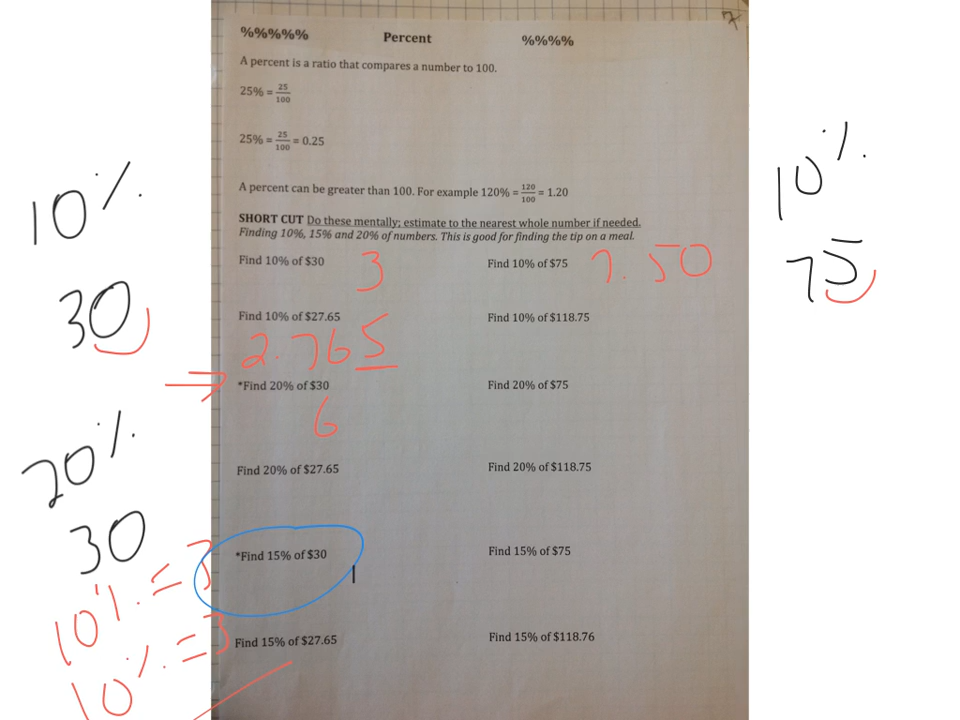 7
%%%%% Percent %%%%
A percent is a ratio that compares a number to 100.
25% = 25/100
25% = 25/100 = 0.25
A percent can be greater than 100. For example 120% = 120/100 = 1.20
SHORT CUT Do these mentally; estimate to the nearest whole number if needed.
Finding 10%, 15% and 20% of numbers. This is good for finding the tip on a meal.
Find 10% of $30 3
Find 10% of $75 7.50
Find 10% of $27.65
2.765
Find 10% of $118.75
*Find 20% of $30
6
Find 20% of $75
Find 20% of $27.65
Find 20% of $118.75
*Find 15% of $30
Find 15% of $75
Find 15% of $27.65
Find 15% of $118.76
10%
30
20%
30
10% = 3
10% = 3
10%
75